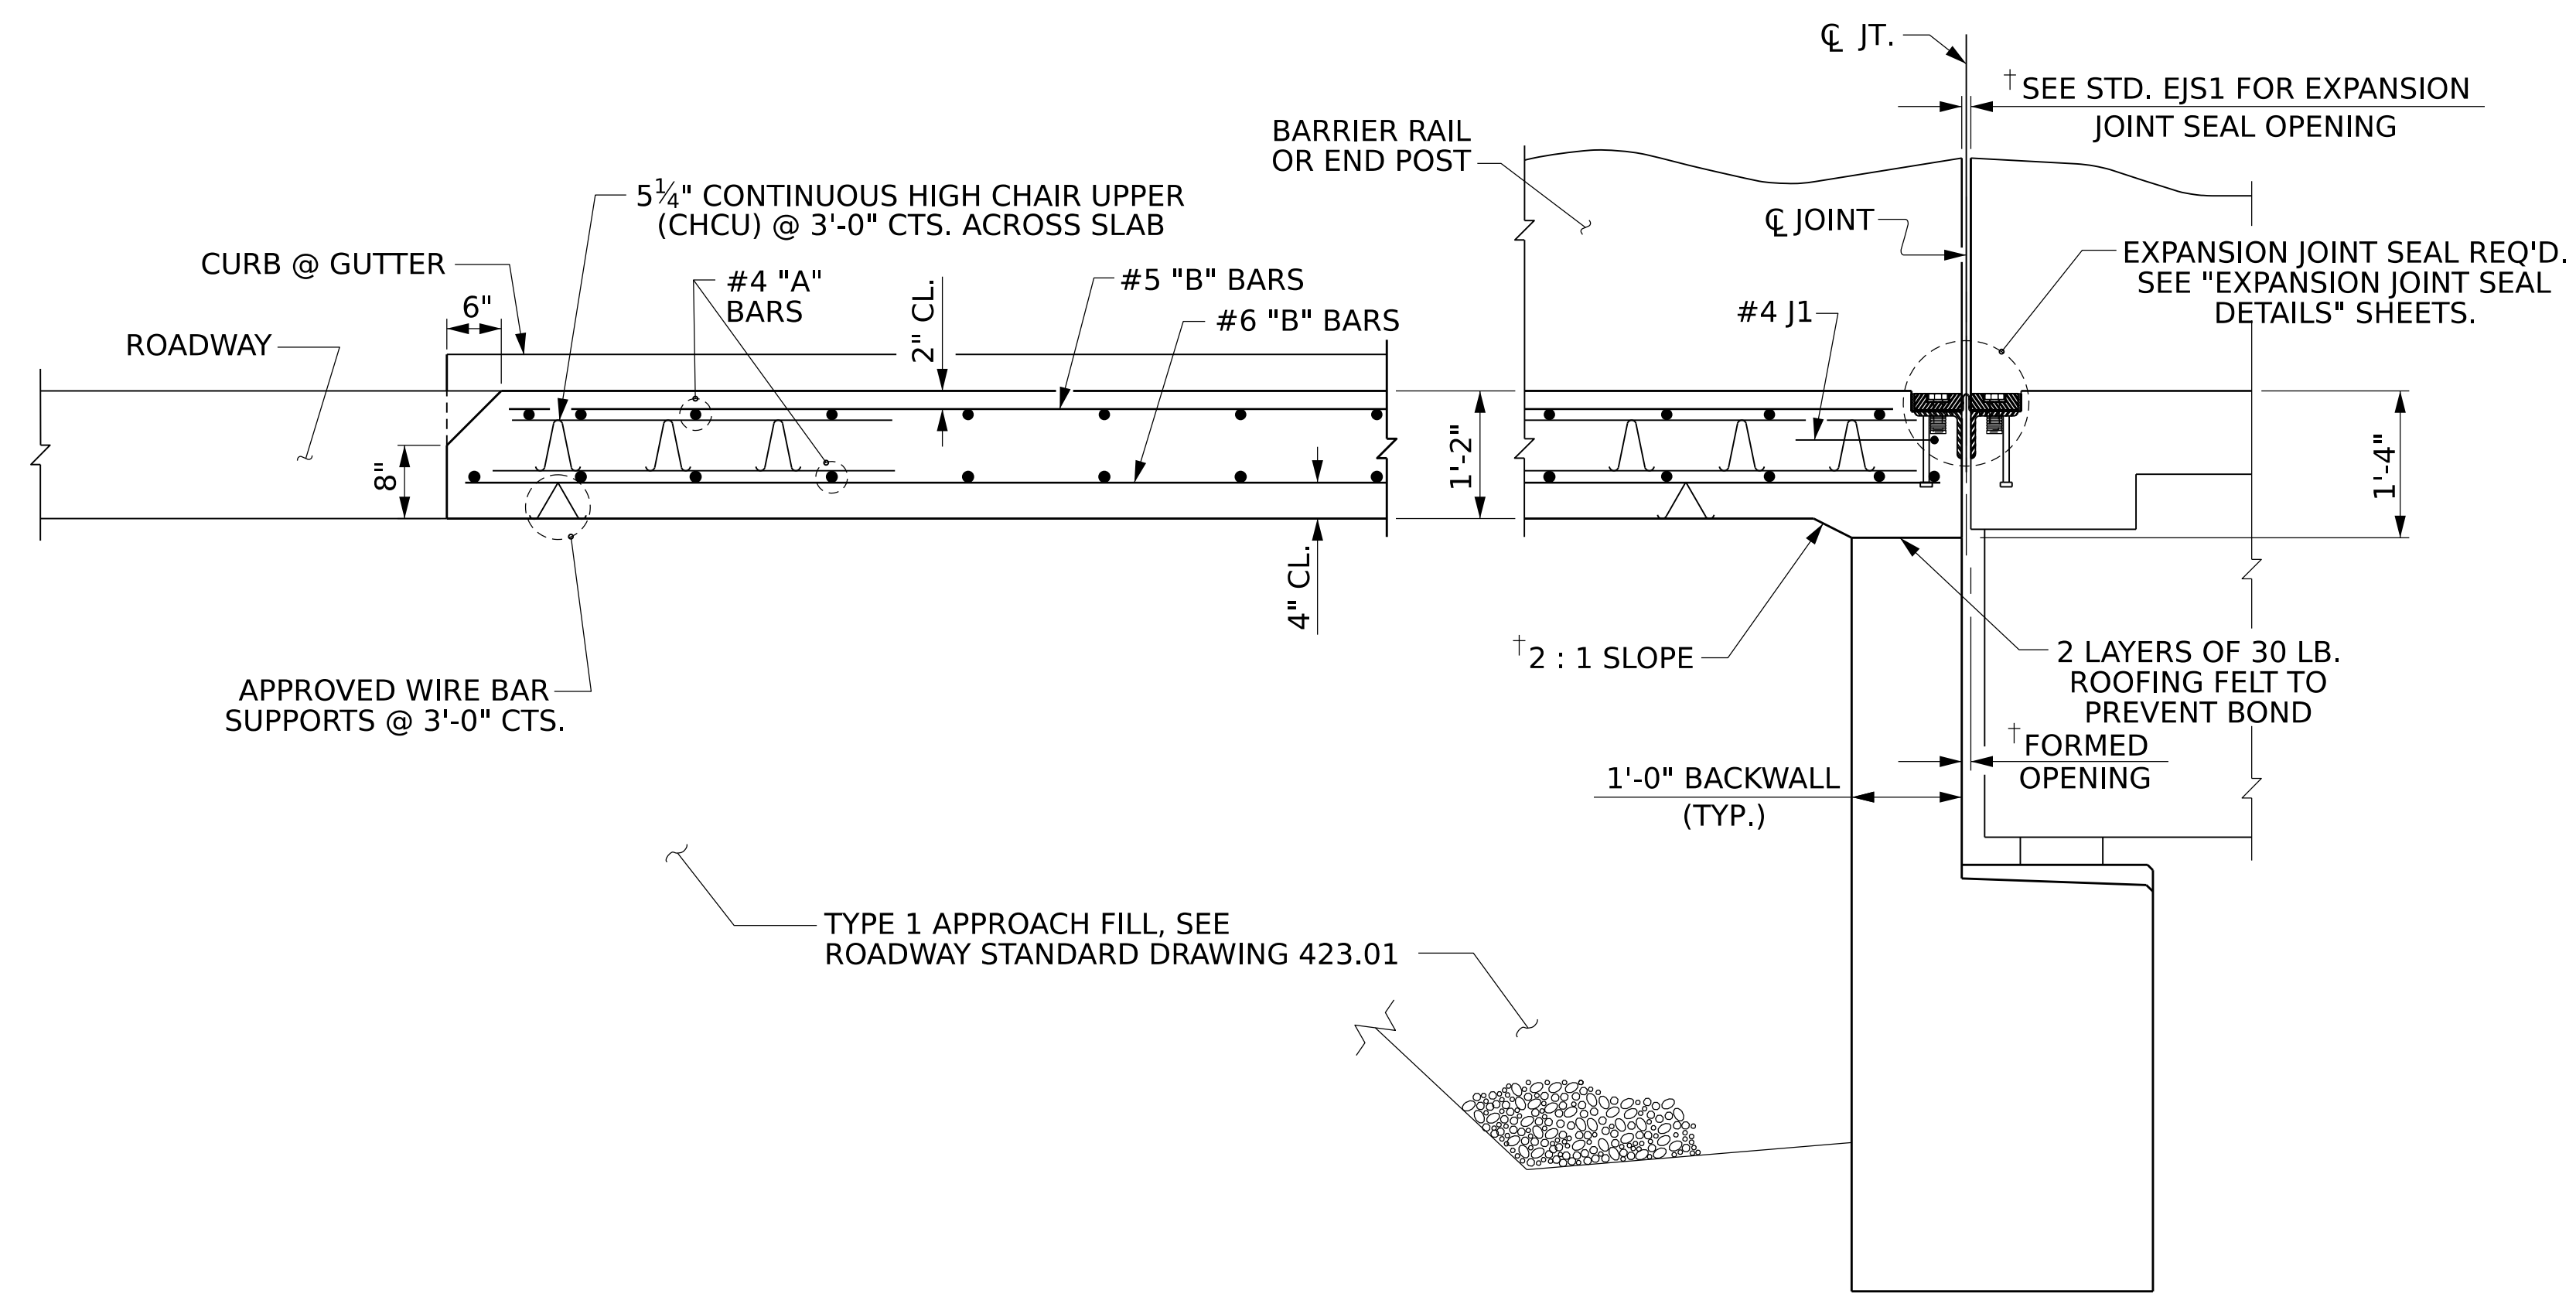 ℄ JT.
† SEE STD. EJS1 FOR EXPANSION
JOINT SEAL OPENING
BARRIER RAIL
OR END POST
5¼" CONTINUOUS HIGH CHAIR UPPER
(CHCU) @ 3'-0" CTS. ACROSS SLAB
℄ JOINT
CURB @ GUTTER
EXPANSION JOINT SEAL REQ'D.
SEE "EXPANSION JOINT SEAL
DETAILS" SHEETS.
#4 "A"
BARS
2" CL.
#5 "B" BARS
#6 "B" BARS
#4 J1
6"
ROADWAY
8"
1'-2"
1'-4"
4" CL.
† 2 : 1 SLOPE
2 LAYERS OF 30 LB.
ROOFING FELT TO
PREVENT BOND
APPROVED WIRE BAR
SUPPORTS @ 3'-0" CTS.
† FORMED
OPENING
1'-0" BACKWALL
(TYP.)
TYPE 1 APPROACH FILL, SEE
ROADWAY STANDARD DRAWING 423.01